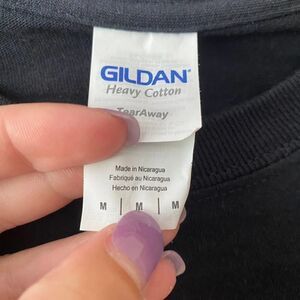 GILDAN®
Heavy Cotton
TearAway
Made in Nicaragua
Fabriqué au Nicaragua
Hecho en Nicaragua
M | M | M